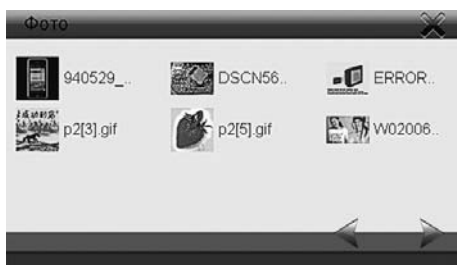 Фото
940529_..
DSCN56..
ERROR..
p2[3].gif
p2[5].gif
W02006..